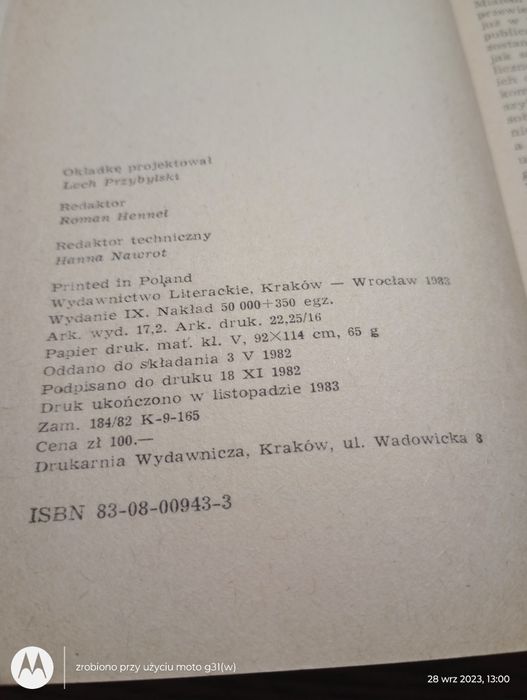 Okładkę projektował
Lech Przybylski
Redaktor
Roman Hennel
Redaktor techniczny
Hanna Nawrot
Printed in Poland
Wydawnictwo Literackie, Kraków — Wrocław 1983
Wydanie IX. Nakład 50 000+350 egz.
Ark. wyd. 17,2. Ark. druk. 22,25/16
Papier druk. mat. kl. V, 92×114 cm, 65 g
Oddano do składania 3 V 1982
Podpisano do druku 18 XI 1982
Druk ukończono w listopadzie 1983
Zam. 184/82 K-9-165
Cena zł 100.—
Drukarnia Wydawnicza, Kraków, ul. Wadowicka 8
ISBN 83-08-00943-3
już w
jak
a
zrobiono przy użyciu moto g31(w)
28 wrz 2023, 13:00